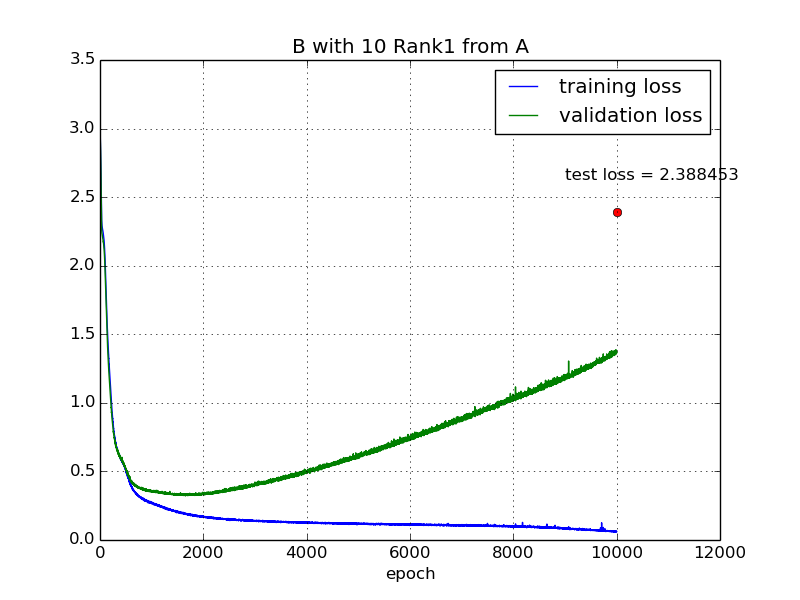 B with 10 Rank1 from A
3.5
3.0
2.5
2.0
1.5
1.0
0.5
0.0
training loss
validation loss
test loss = 2.388453
0 2000 4000 6000 8000 10000 12000
epoch